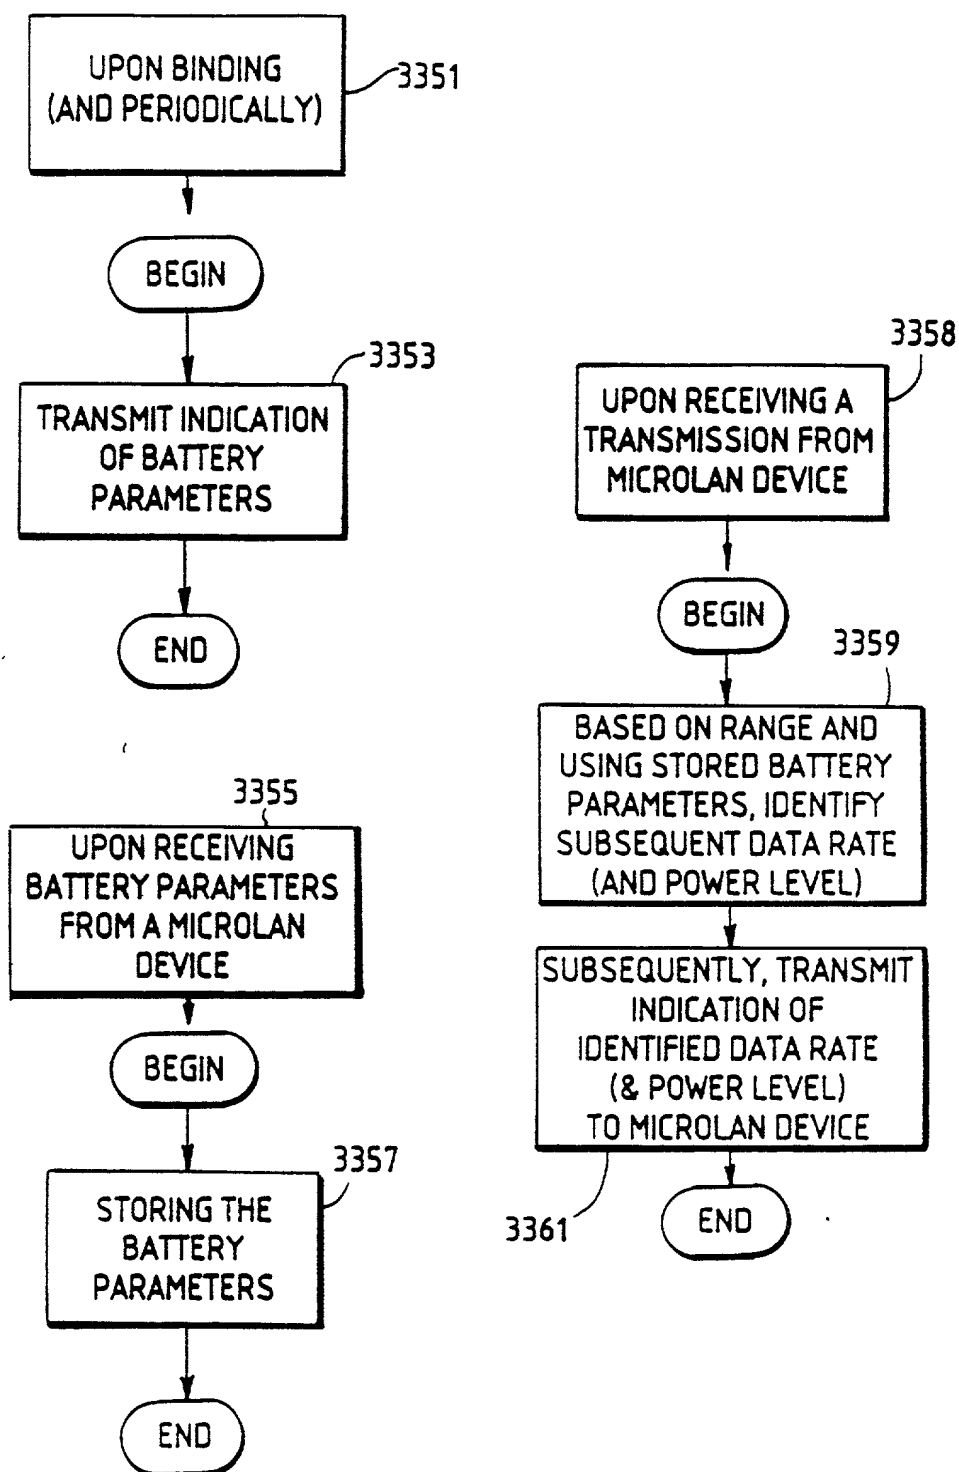 UPON BINDING
(AND PERIODICALLY)
3351
BEGIN
3353
TRANSMIT INDICATION
OF BATTERY
PARAMETERS
END
3355
UPON RECEIVING
BATTERY PARAMETERS
FROM A MICROLAN
DEVICE
BEGIN
3357
STORING THE
BATTERY
PARAMETERS
END
3358
UPON RECEIVING A
TRANSMISSION FROM
MICROLAN DEVICE
BEGIN
3359
BASED ON RANGE AND
USING STORED BATTERY
PARAMETERS, IDENTIFY
SUBSEQUENT DATA RATE
(AND POWER LEVEL)
SUBSEQUENTLY, TRANSMIT
INDICATION OF
IDENTIFIED DATA RATE
(& POWER LEVEL)
TO MICROLAN DEVICE
3361
END